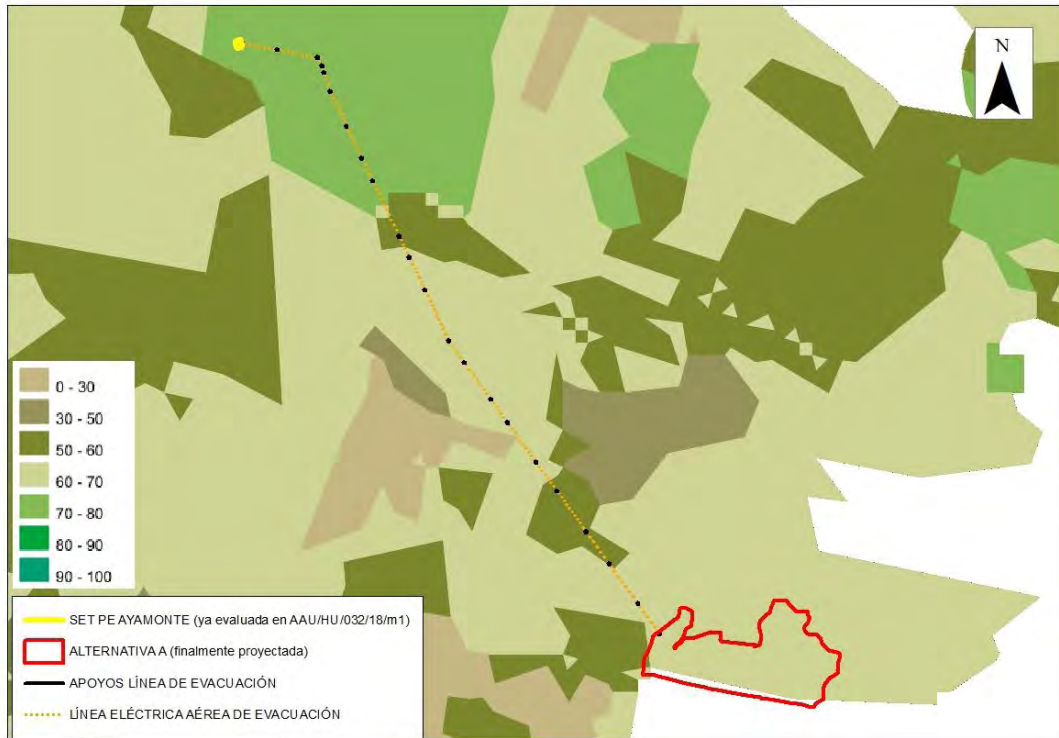 N
0 - 30
30 - 50
50 - 60
60 - 70
70 - 80
80 - 90
90 - 100
SET PE AYAMONTE (ya evaluada en AAU/HU/032/18/m1)
ALTERNATIVA A (finalmente proyectada)
APOYOS LÍNEA DE EVACUACIÓN
LÍNEA ELÉCTRICA AÉREA DE EVACUACIÓN